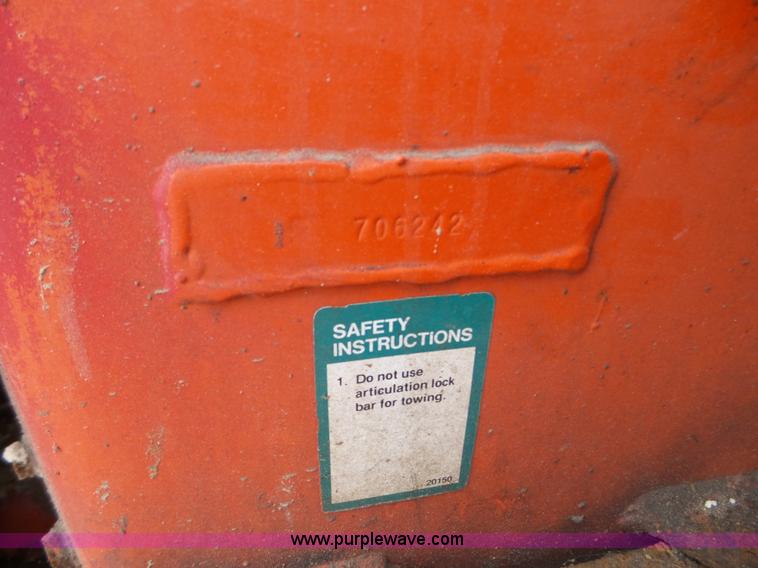 706242
SAFETY
INSTRUCTIONS
1. Do not use
articulation lock
bar for towing.
20150
www.purplewave.com